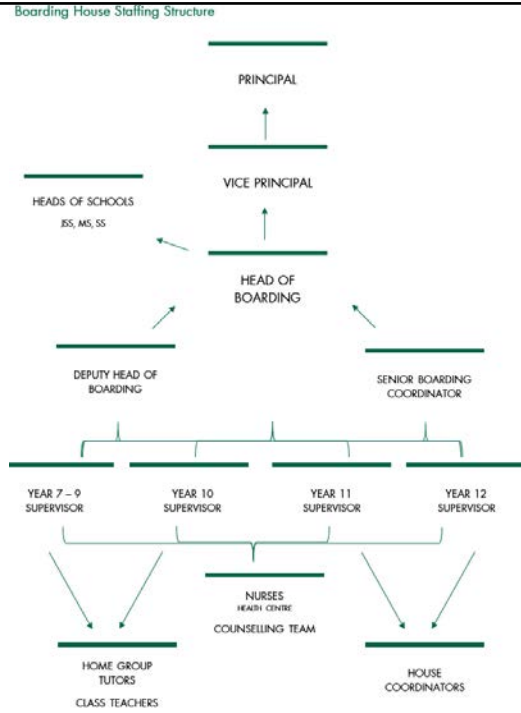 Boarding House Staffing Structure
PRINCIPAL
VICE PRINCIPAL
HEADS OF SCHOOLS
JSS, MS, SS
HEAD OF
BOARDING
DEPUTY HEAD OF
BOARDING
SENIOR BOARDING
COORDINATOR
YEAR 7 – 9
SUPERVISOR
YEAR 10
SUPERVISOR
YEAR 11
SUPERVISOR
YEAR 12
SUPERVISOR
NURSES
HEALTH CENTRE
COUNSELLING TEAM
HOME GROUP
TUTORS
CLASS TEACHERS
HOUSE
COORDINATORS